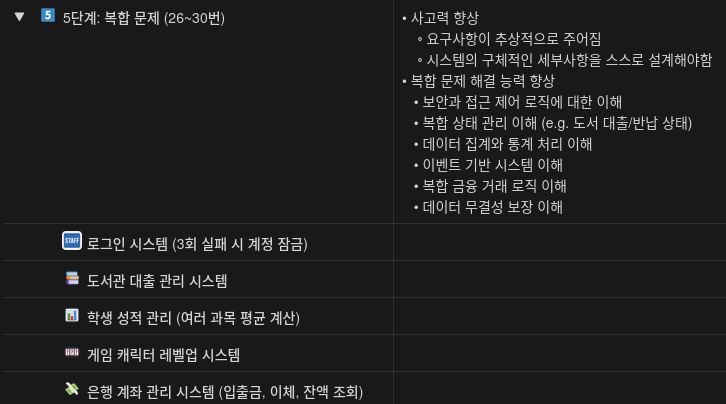 ▼ 5 5단계: 복합 문제 (26~30번)
• 사고력 향상
◦ 요구사항이 추상적으로 주어짐
◦ 시스템의 구체적인 세부사항을 스스로 설계해야함
• 복합 문제 해결 능력 향상
• 보안과 접근 제어 로직에 대한 이해
• 복합 상태 관리 이해 (e.g. 도서 대출/반납 상태)
• 데이터 집계와 통계 처리 이해
• 이벤트 기반 시스템 이해
• 복합 금융 거래 로직 이해
• 데이터 무결성 보장 이해
STAFF 로그인 시스템 (3회 실패 시 계정 잠금)
도서관 대출 관리 시스템
학생 성적 관리 (여러 과목 평균 계산)
게임 캐릭터 레벨업 시스템
은행 계좌 관리 시스템 (입출금, 이체, 잔액 조회)